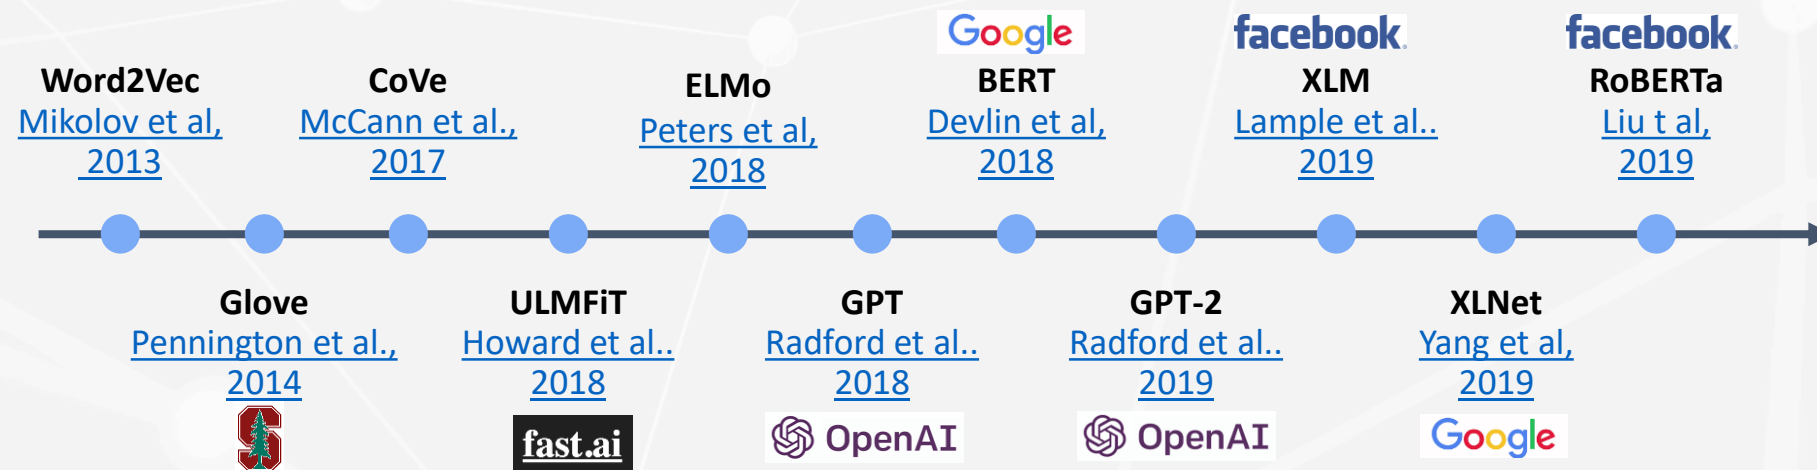 Google
facebook.
facebook.
Word2Vec
Mikolov et al,
2013
CoVe
McCann et al.,
2017
ELMo
Peters et al,
2018
BERT
Devlin et al,
2018
XLM
Lample et al..
2019
RoBERTa
Liu t al,
2019
Glove
Pennington et al.,
2014
S
ULMFiT
Howard et al..
2018
fast.ai
GPT
Radford et al..
2018
OpenAI
GPT-2
Radford et al..
2019
OpenAI
XLNet
Yang et al,
2019
Google